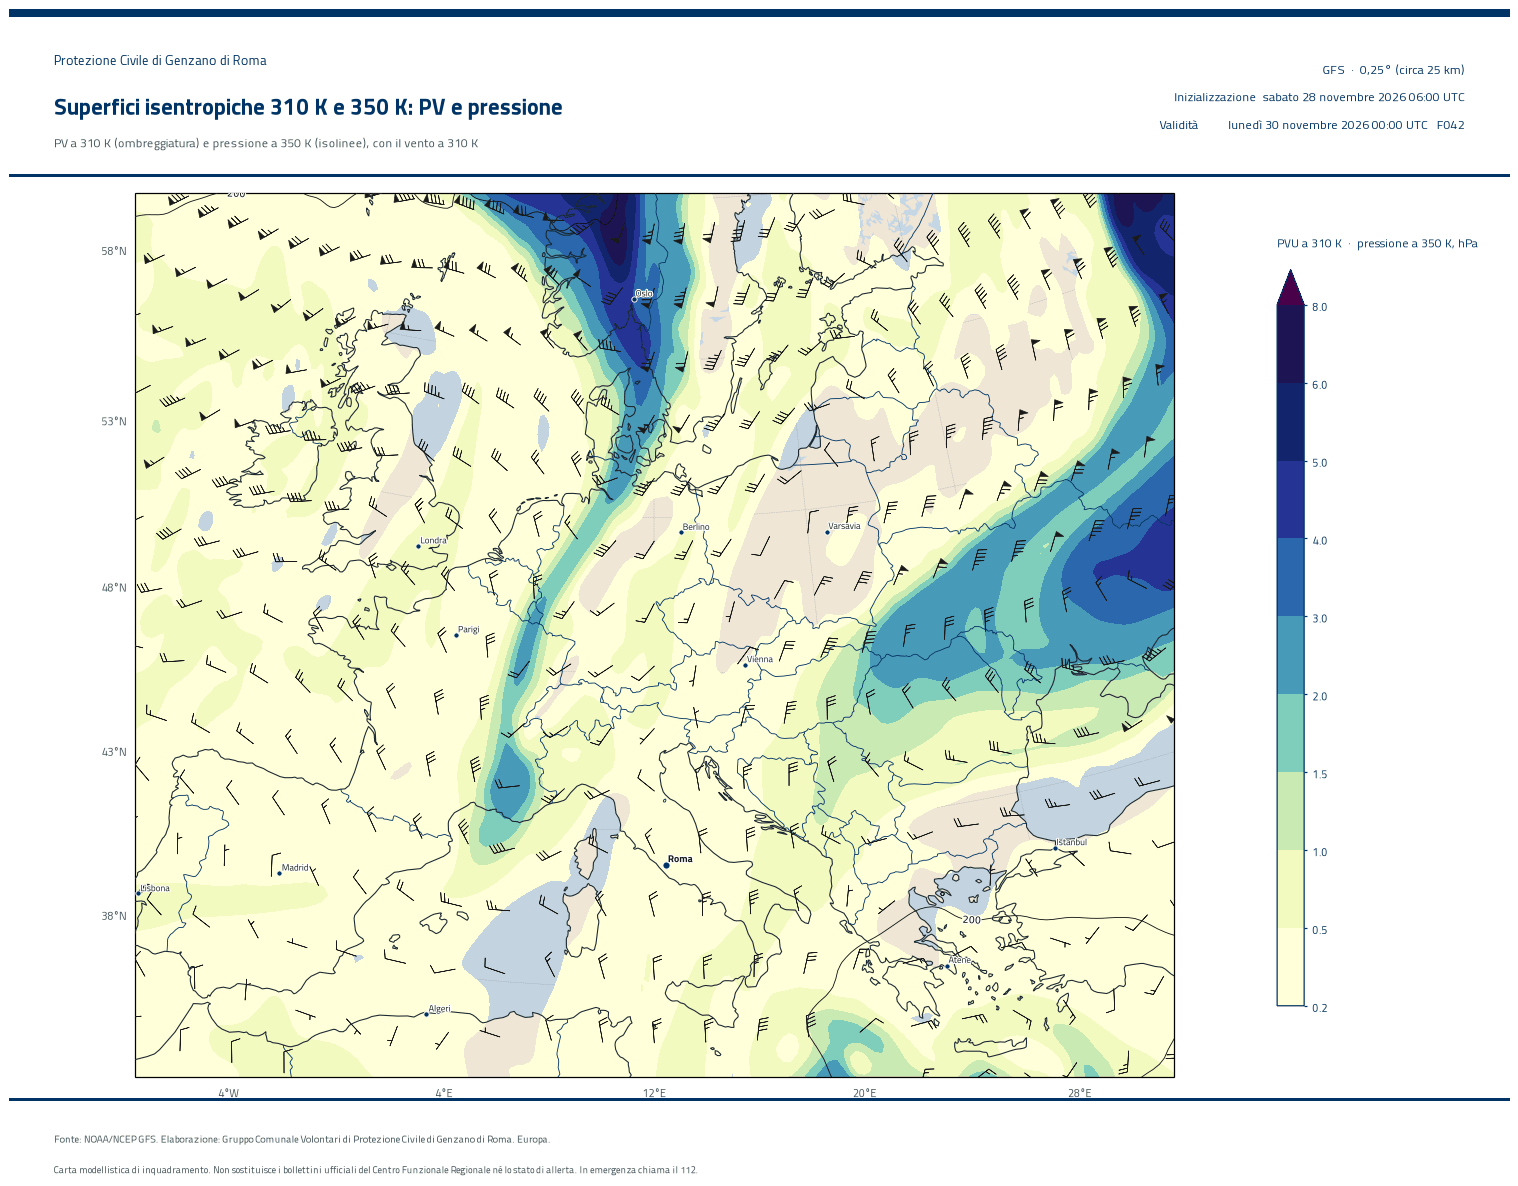 Protezione Civile di Genzano di Roma
Superfici isentropiche 310 K e 350 K: PV e pressione
PV a 310 K (ombreggiatura) e pressione a 350 K (isolinee), con il vento a 310 K
GFS · 0,25° (circa 25 km)
Inizializzazione sabato 28 novembre 2026 06:00 UTC
Validità lunedì 30 novembre 2026 00:00 UTC F042
200
58°N
53°N
48°N
43°N
38°N
Oslo
Berlino
Varsavia
Londra
Parigi
Vienna
Roma
Madrid
Lisbona
Istanbul
200
Atene
Algeri
4°W
4°E
12°E
20°E
28°E
PVU a 310 K · pressione a 350 K, hPa
8.0
6.0
5.0
4.0
3.0
2.0
1.5
1.0
0.5
0.2
Fonte: NOAA/NCEP GFS. Elaborazione: Gruppo Comunale Volontari di Protezione Civile di Genzano di Roma. Europa.
Carta modellistica di inquadramento. Non sostituisce i bollettini ufficiali del Centro Funzionale Regionale né lo stato di allerta. In emergenza chiama il 112.